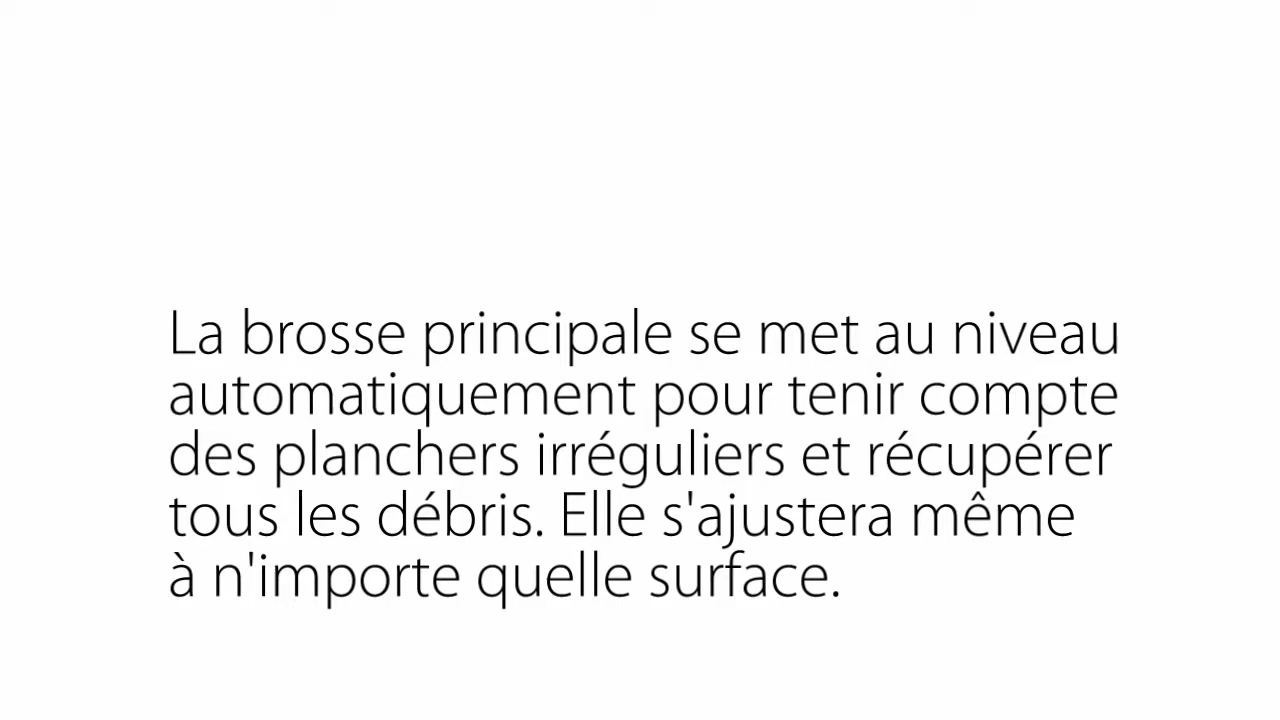 La brosse principale se met au niveau
automatiquement pour tenir compte
des planchers irréguliers et récupérer
tous les débris. Elle s'ajustera même
à n'importe quelle surface.